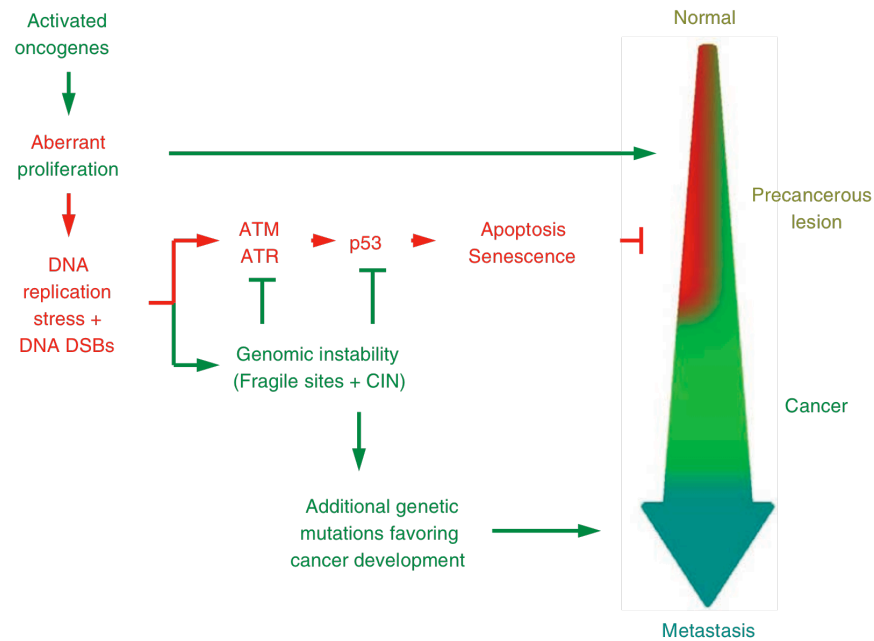 Activated
oncogenes
Normal
Aberrant
proliferation
Precancerous
lesion
ATM
ATR
p53
Apoptosis
Senescence
DNA
replication
stress +
DNA DSBs
Genomic instability
(Fragile sites + CIN)
Cancer
Additional genetic
mutations favoring
cancer development
Metastasis